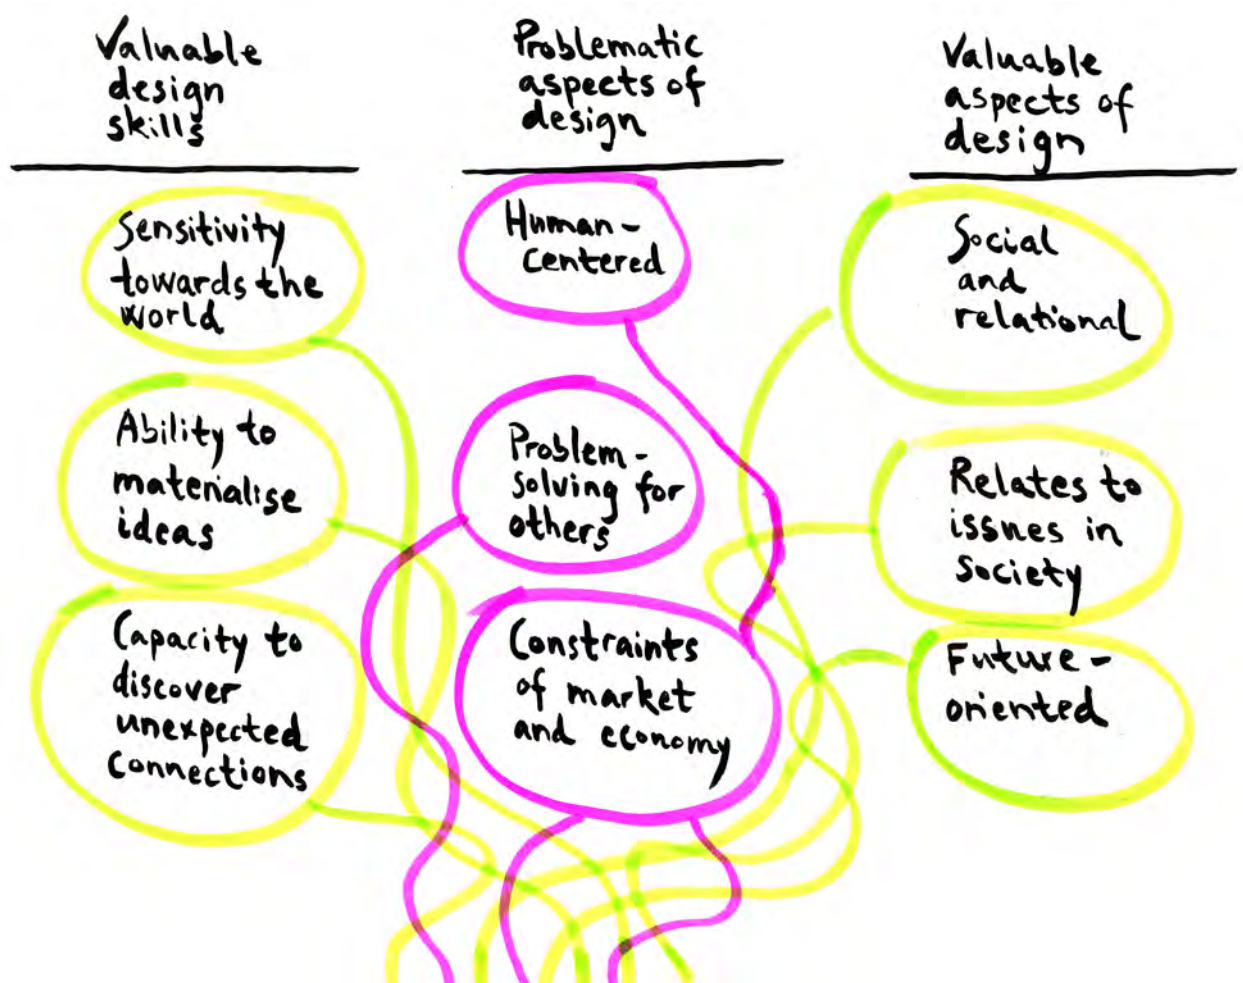 Valuable
design
skills
Problematic
aspects of
design
Valuable
aspects of
design
Sensitivity
towards the
world
Ability to
materialise
ideas
Capacity to
discover
unexpected
connections
Human-
centered
Problem-
solving for
others
Constraints
of market
and economy
Social
and
relational
Relates to
issues in
society
Future-
oriented